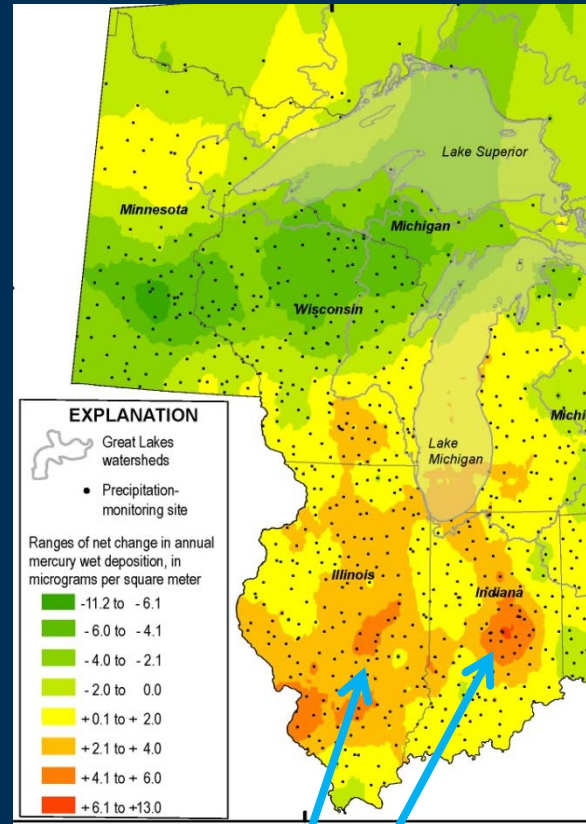 Lake Superior
Minnesota
Michigan
Wisconsin
Michi
Lake
Michigan
Illinois
Indiana
EXPLANATION
Great Lakes
watersheds
Precipitation-
monitoring site
Ranges of net change in annual
mercury wet deposition, in
micrograms per square meter
-11.2 to - 6.1
-6.0 to - 4.1
-4.0 to - 2.1
-2.0 to 0.0
+0.1 to + 2.0
+2.1 to + 4.0
+4.1 to + 6.0
+6.1 to +13.0